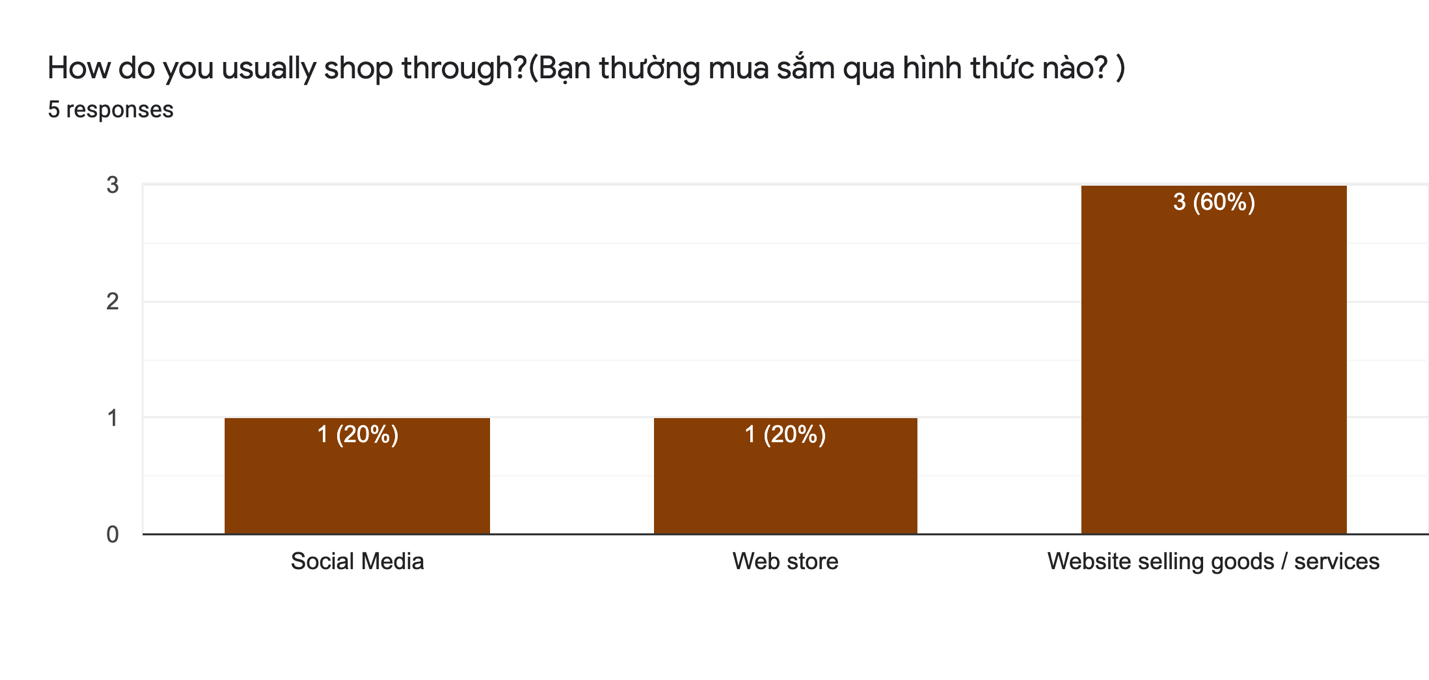 How do you usually shop through?(Bạn thường mua sắm qua hình thức nào? )
5 responses
3
2
1
0
1 (20%)
1 (20%)
3 (60%)
Social Media
Web store
Website selling goods / services